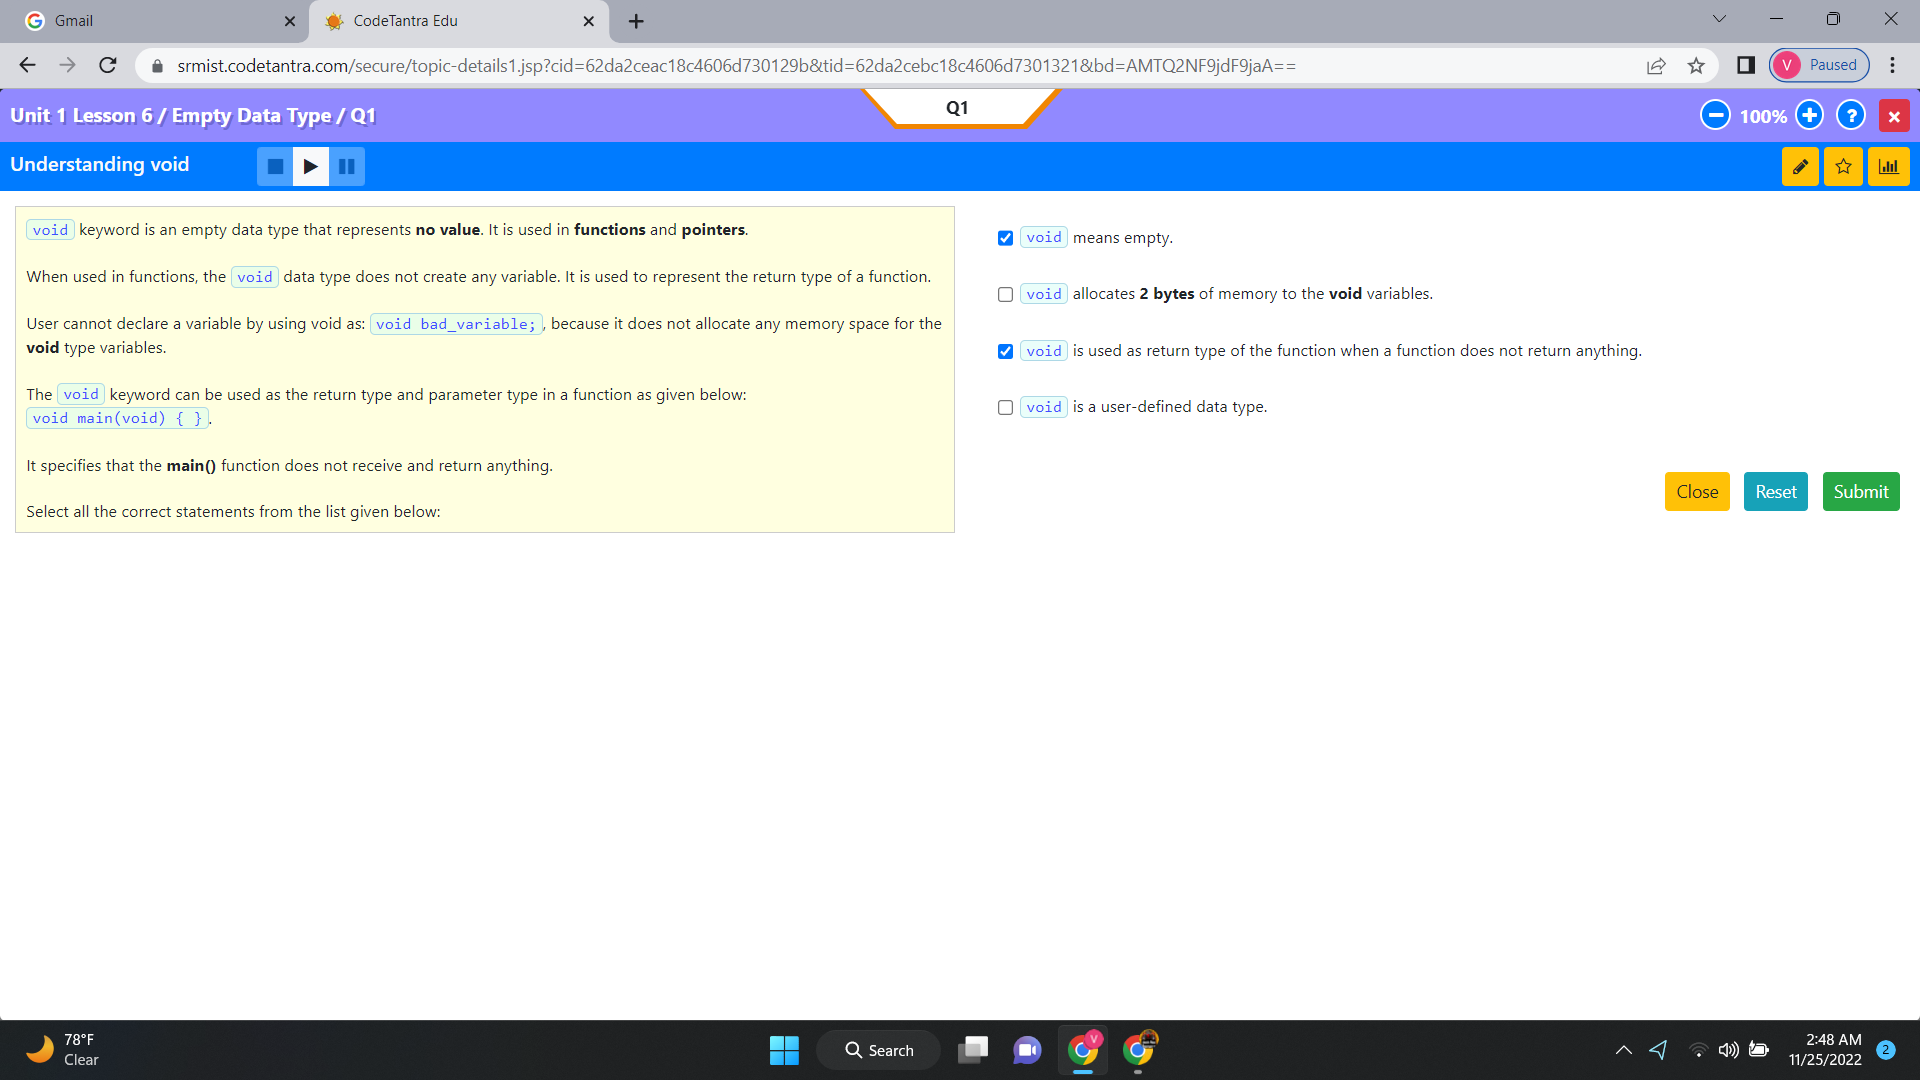 Gmail
CodeTantra Edu
srmist.codetantra.com/secure/topic-details1.jsp?cid=62da2ceac18c4606d730129b&tid=62da2cebc18c4606d7301321&bd=AMTQ2NF9jdF9jaA==
V Paused
Unit 1 Lesson 6 / Empty Data Type / Q1
Q1
100%
?
Understanding void
void keyword is an empty data type that represents no value. It is used in functions and pointers.
When used in functions, the void data type does not create any variable. It is used to represent the return type of a function.
User cannot declare a variable by using void as: void bad_variable;, because it does not allocate any memory space for the
void type variables.
The void keyword can be used as the return type and parameter type in a function as given below:
void main(void) { }.
It specifies that the main() function does not receive and return anything.
Select all the correct statements from the list given below:
void means empty.
void allocates 2 bytes of memory to the void variables.
void is used as return type of the function when a function does not return anything.
void is a user-defined data type.
Close Reset Submit
78°F
Clear
Search
V
2:48 AM
11/25/2022
2